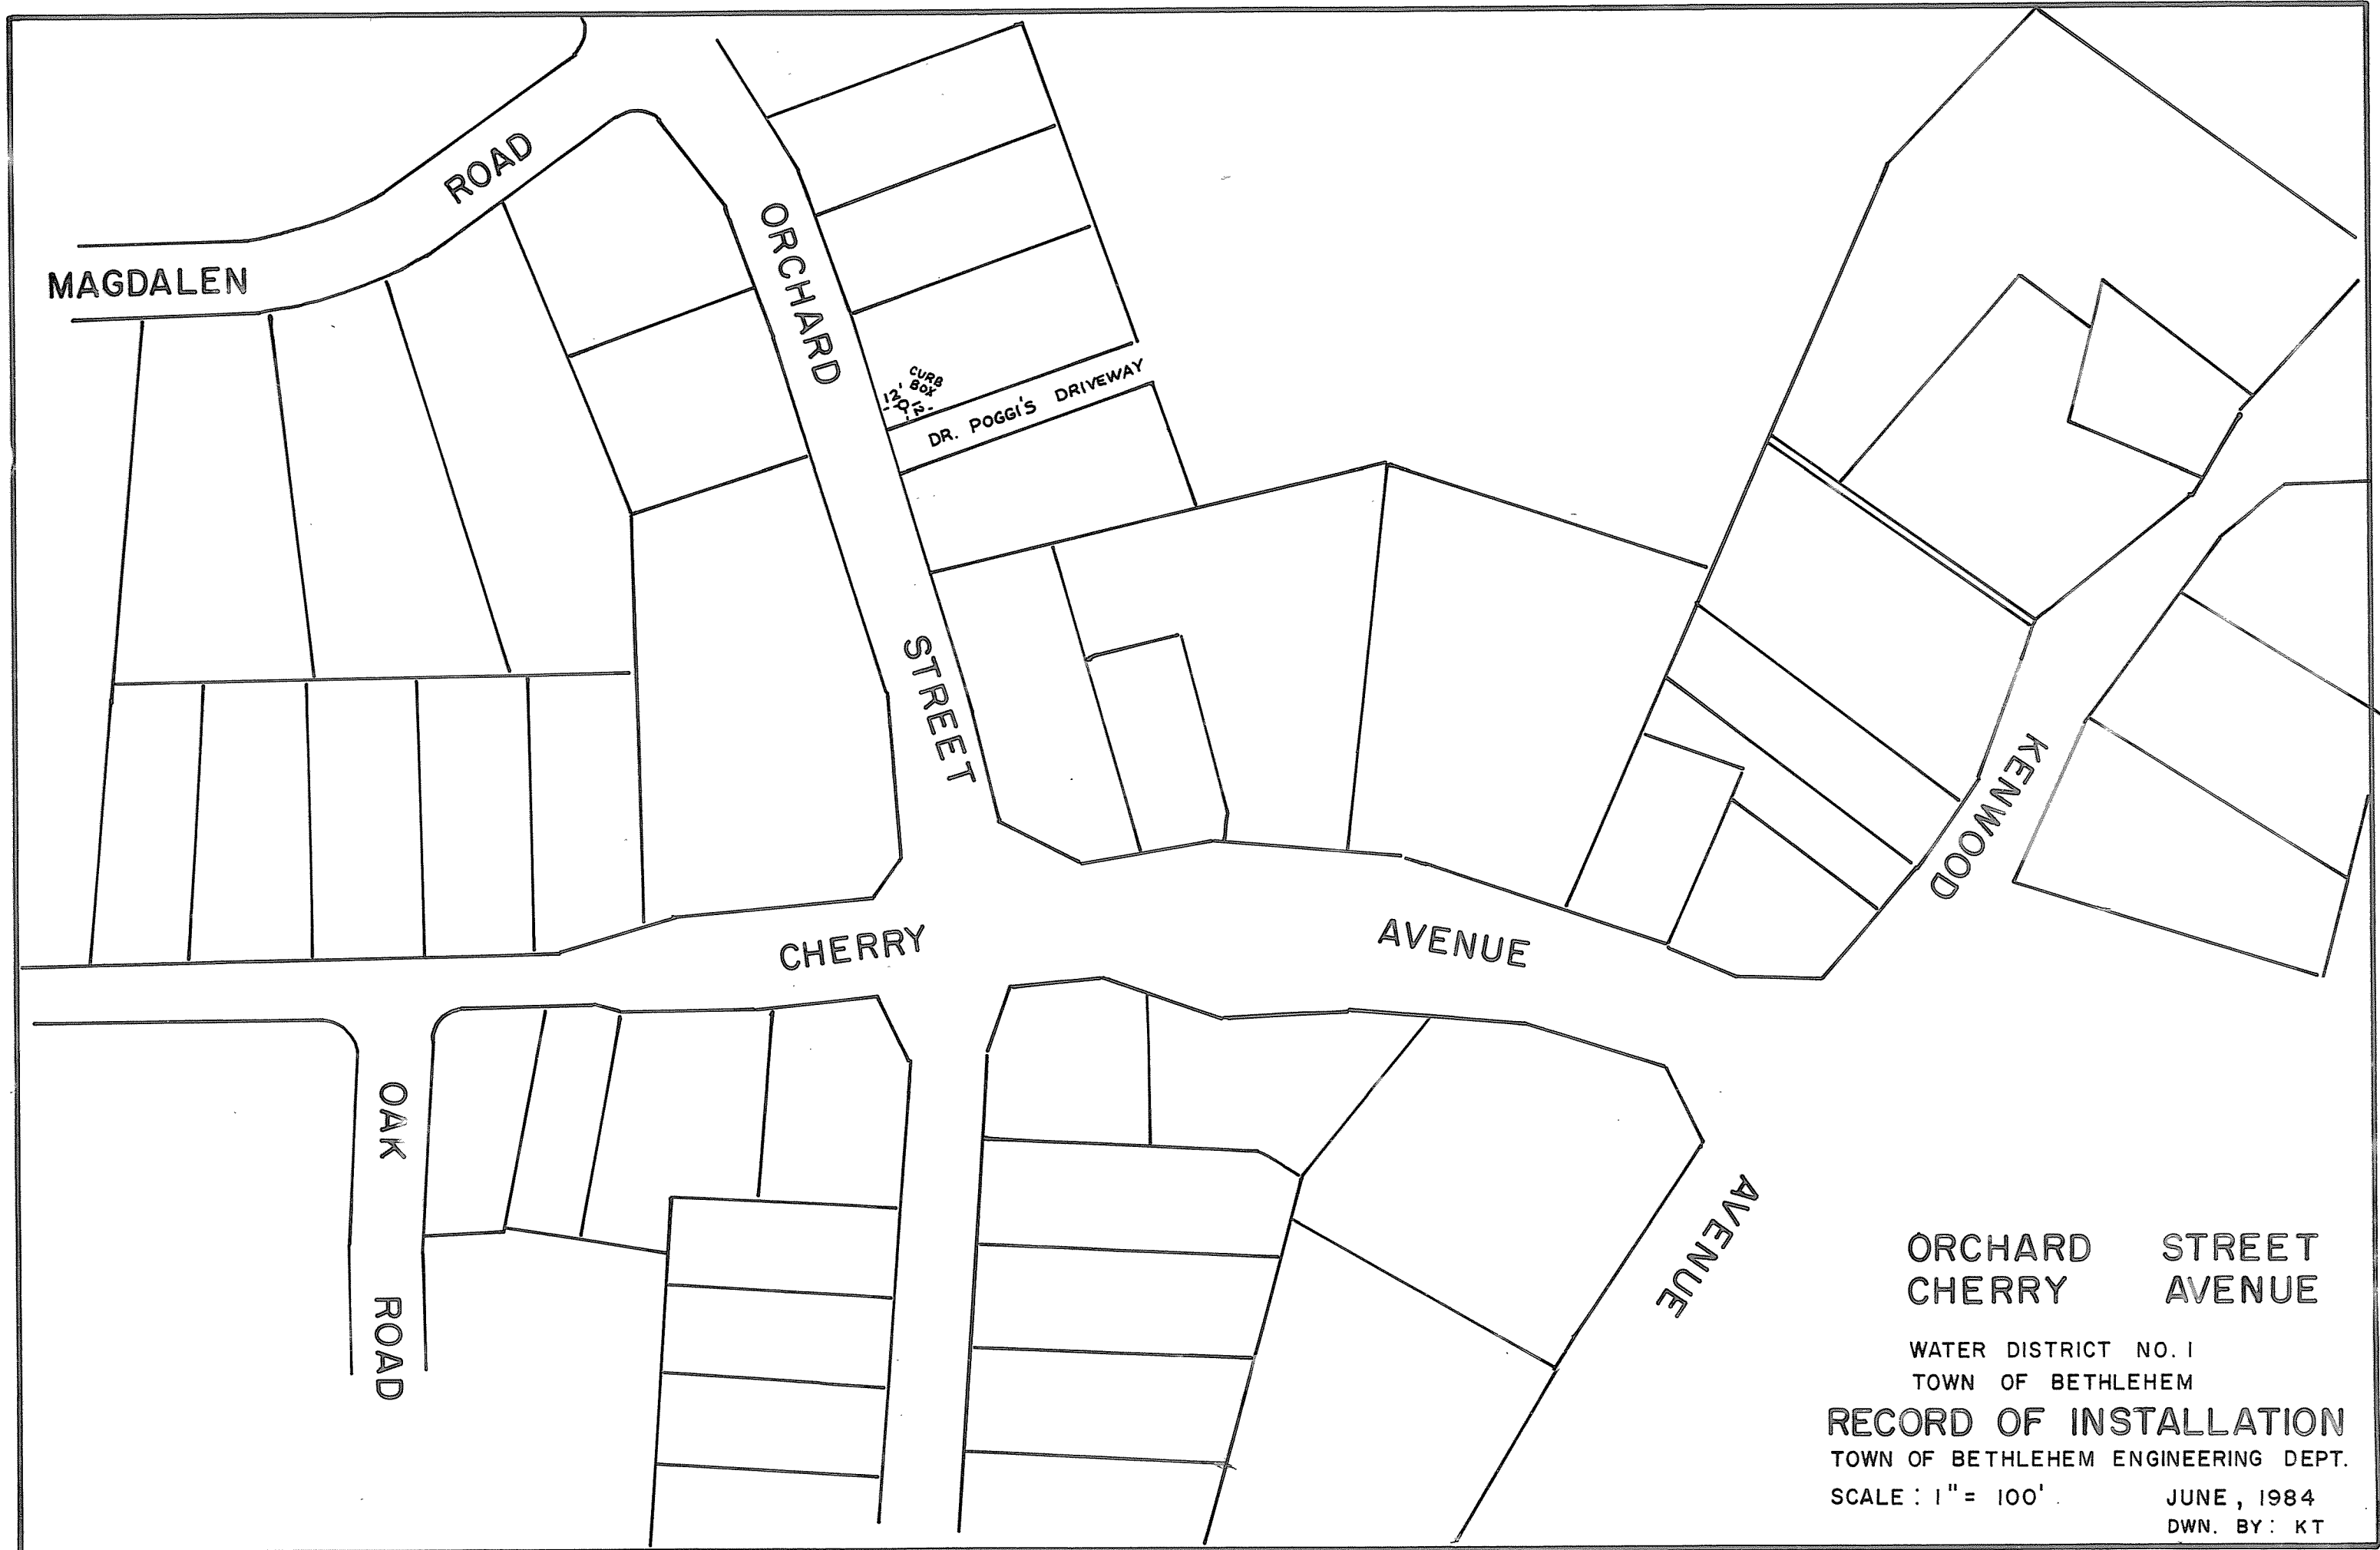 MAGDALEN ROAD
ORCHARD STREET
CURB
BOX
12'
12'
DR. POGGI'S DRIVEWAY
KENWOOD AVENUE
CHERRY AVENUE
OAK ROAD
ORCHARD STREET
CHERRY AVENUE
WATER DISTRICT NO. 1
TOWN OF BETHLEHEM
RECORD OF INSTALLATION
TOWN OF BETHLEHEM ENGINEERING DEPT.
SCALE : 1" = 100' JUNE, 1984
DWN. BY: KT